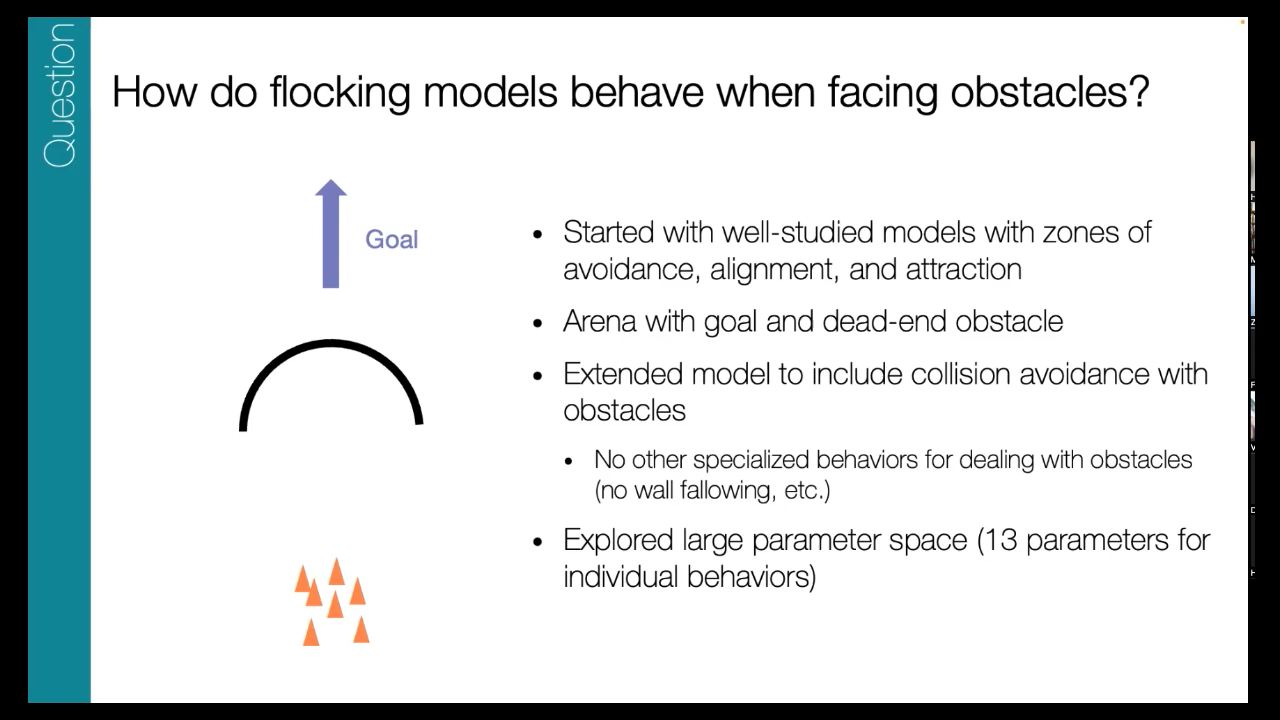 Question
How do flocking models behave when facing obstacles?
Goal
• Started with well-studied models with zones of
avoidance, alignment, and attraction
• Arena with goal and dead-end obstacle
• Extended model to include collision avoidance with
obstacles
• No other specialized behaviors for dealing with obstacles
(no wall fallowing, etc.)
• Explored large parameter space (13 parameters for
individual behaviors)